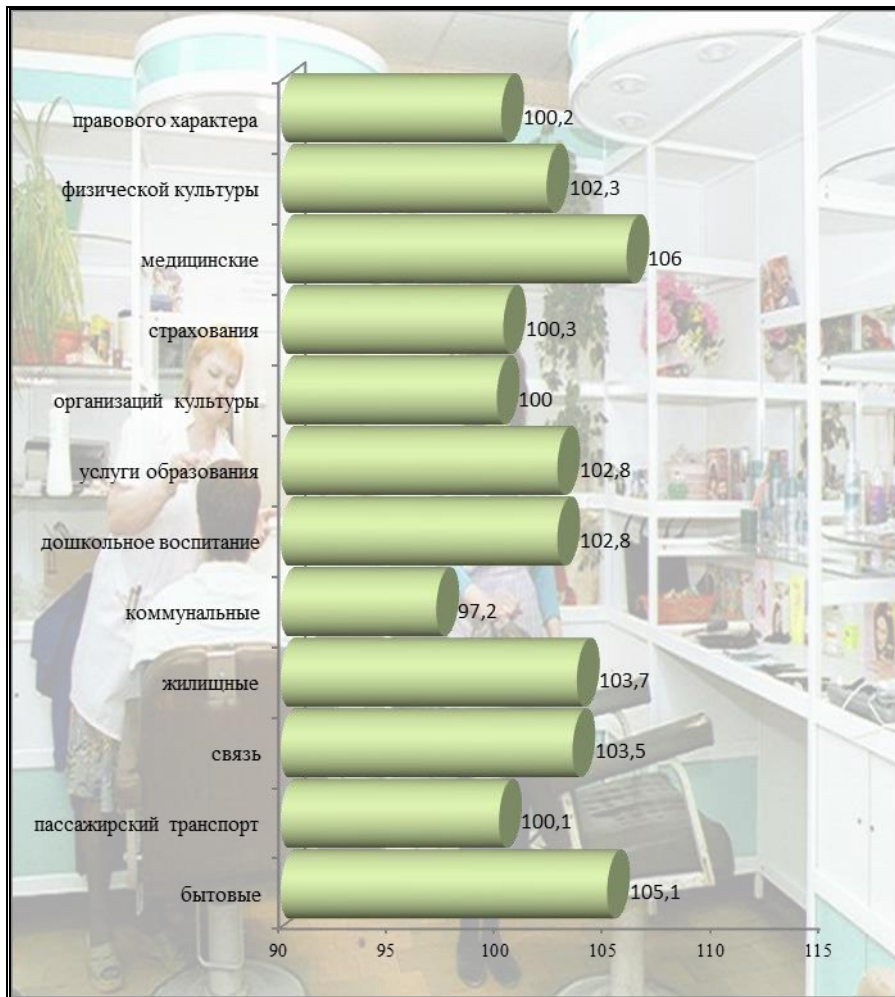 правового характера 100,2
физической культуры 102,3
медицинские 106
страхования 100,3
организаций культуры 100
услуги образования 102,8
дошкольное воспитание 102,8
коммунальные 97,2
жилищные 103,7
связь 103,5
пассажирский транспорт 100,1
бытовые 105,1
90 95 100 105 110 115